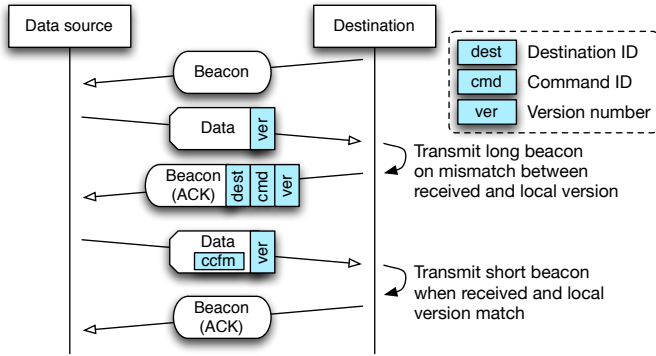 Data source
Destination
dest Destination ID
cmd Command ID
ver Version number
Beacon
Data ver
Transmit long beacon
on mismatch between
received and local version
Beacon
(ACK) dest cmd ver
Data ver
ccfm
Transmit short beacon
when received and local
version match
Beacon
(ACK)